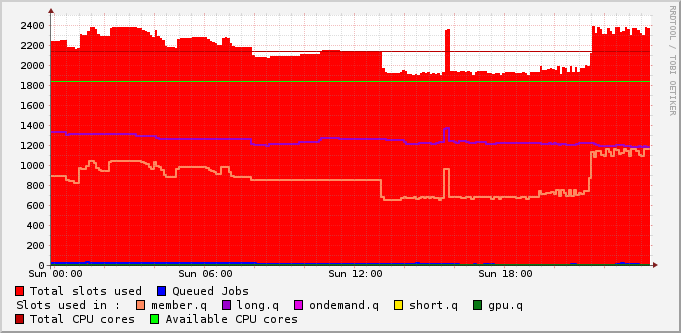 RRDTOOL / TOBI OETIKER
2400
2200
2000
1800
1600
1400
1200
1000
800
600
400
200
0
Sun 00:00 Sun 06:00 Sun 12:00 Sun 18:00
Total slots used Queued Jobs
Slots used in : member.q long.q ondemand.q short.q gpu.q
Total CPU cores Available CPU cores